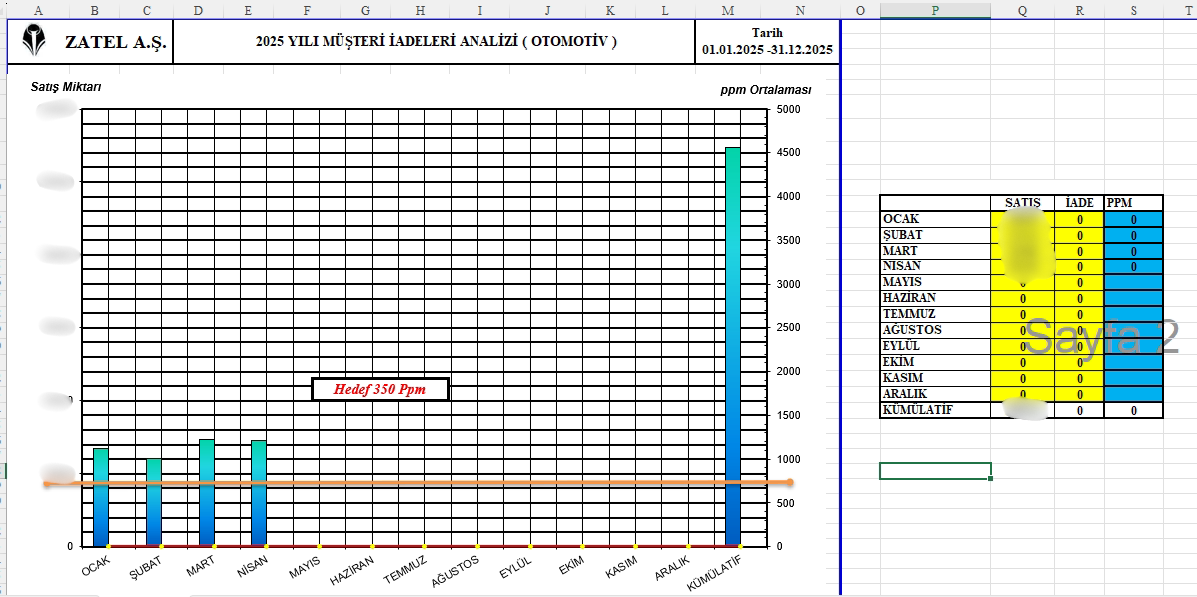 A B C D E F G H I J K L M N O P Q R S T
ZATEL A.Ş.
2025 YILI MÜŞTERİ İADELERİ ANALİZİ ( OTOMOTİV )
Tarih
01.01.2025 -31.12.2025
Satış Miktarı
ppm Ortalaması
5000
4500
4000
3500
3000
2500
2000
1500
1000
500
0
0
0
Hedef 350 Ppm
OCAK ŞUBAT MART NİSAN MAYIS HAZİRAN TEMMUZ AĞUSTOS EYLÜL EKİM KASIM ARALIK KÜMÜLATİF
SATIŞ İADE PPM
OCAK 0 0
ŞUBAT 0 0
MART 0 0
NİSAN 0 0
MAYIS 0 0
HAZİRAN 0 0
TEMMUZ 0 0
AĞUSTOS 0 0
EYLÜL 0 0
EKİM 0 0
KASIM 0 0
ARALIK 0 0
KÜMÜLATİF 0 0
Sayfa 2